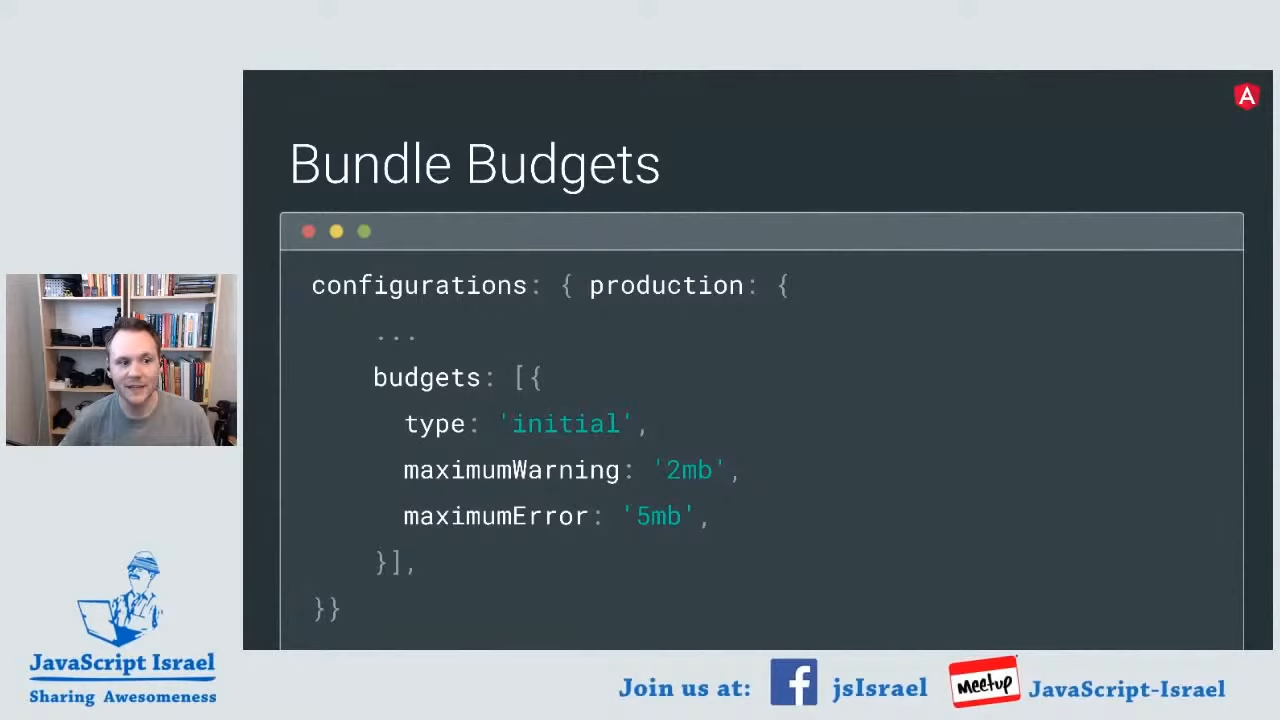 A
Bundle Budgets
configurations: { production: {
...
budgets: [{
type: 'initial',
maximumWarning: '2mb',
maximumError: '5mb',
}],
}}
JavaScript Israel
Sharing Awesomeness
Join us at: f jsIsrael Meetup JavaScript-Israel